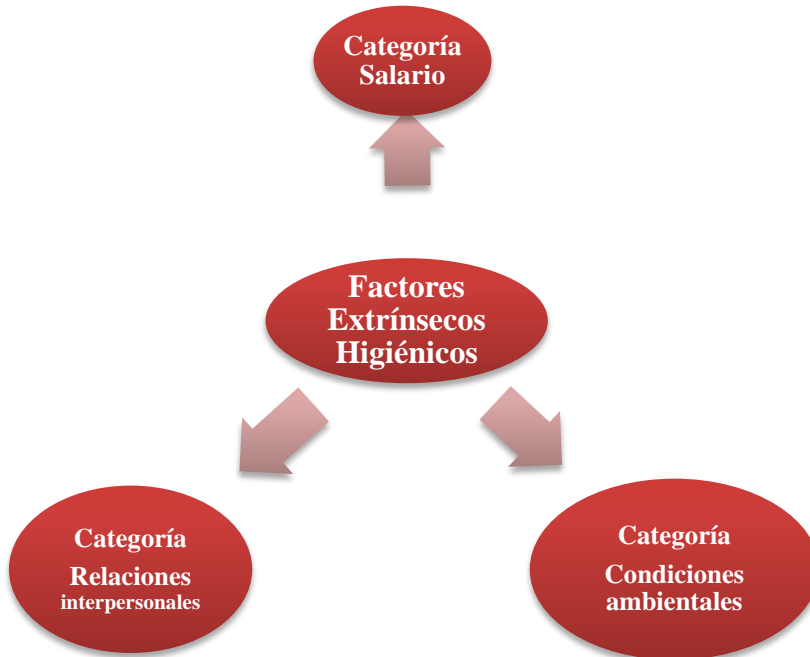 Categoría
Salario
Factores
Extrínsecos
Higiénicos
Categoría
Relaciones
interpersonales
Categoría
Condiciones
ambientales